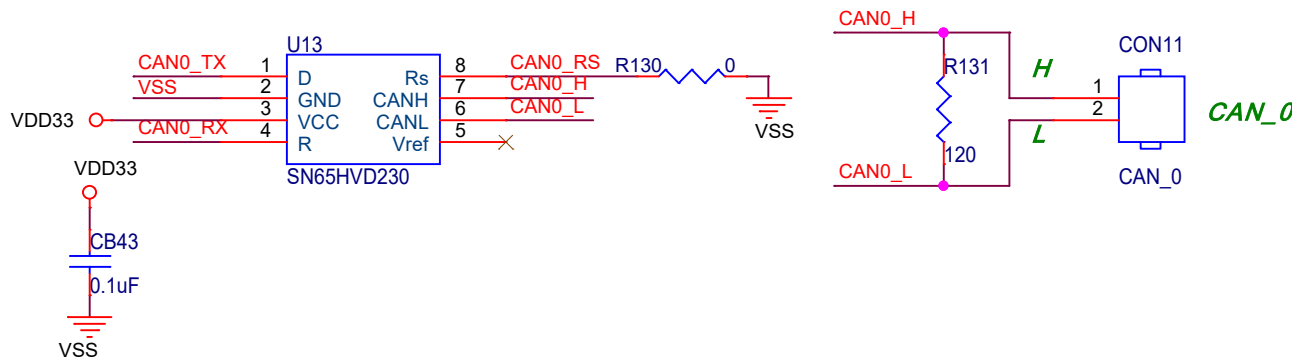 U13
CAN0_TX 1 D Rs 8 CAN0_RS R130 0
VSS 2 GND CANH 7 CAN0_H
VDD33 3 VCC CANL 6 CAN0_L
CAN0_RX 4 R Vref 5
SN65HVD230
VSS
VDD33
CB43
0.1uF
VSS
CAN0_H
R131
120
CAN0_L
H
L
CON11
1
2
CAN_0
CAN_0